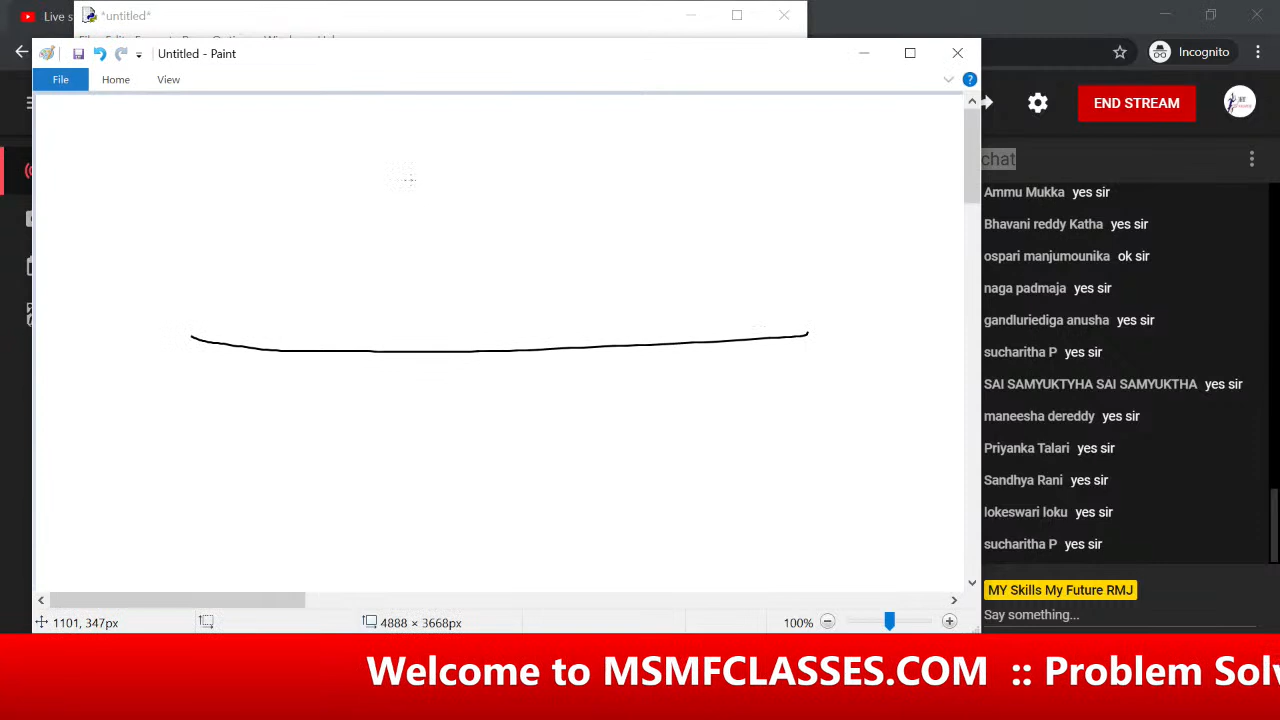 Live s
*untitled*
Untitled - Paint
Incognito
File
Home
View
END STREAM
chat
Ammu Mukka yes sir
Bhavani reddy Katha yes sir
ospari manjumounika ok sir
naga padmaja yes sir
gandluriediga anusha yes sir
sucharitha P yes sir
SAI SAMYUKTYHA SAI SAMYUKTHA yes sir
maneesha dereddy yes sir
Priyanka Talari yes sir
Sandhya Rani yes sir
lokeswari loku yes sir
sucharitha P yes sir
MY Skills My Future RMJ
Say something...
1101, 347px
4888 × 3668px
100%
Welcome to MSMFCLASSES.COM :: Problem Solv